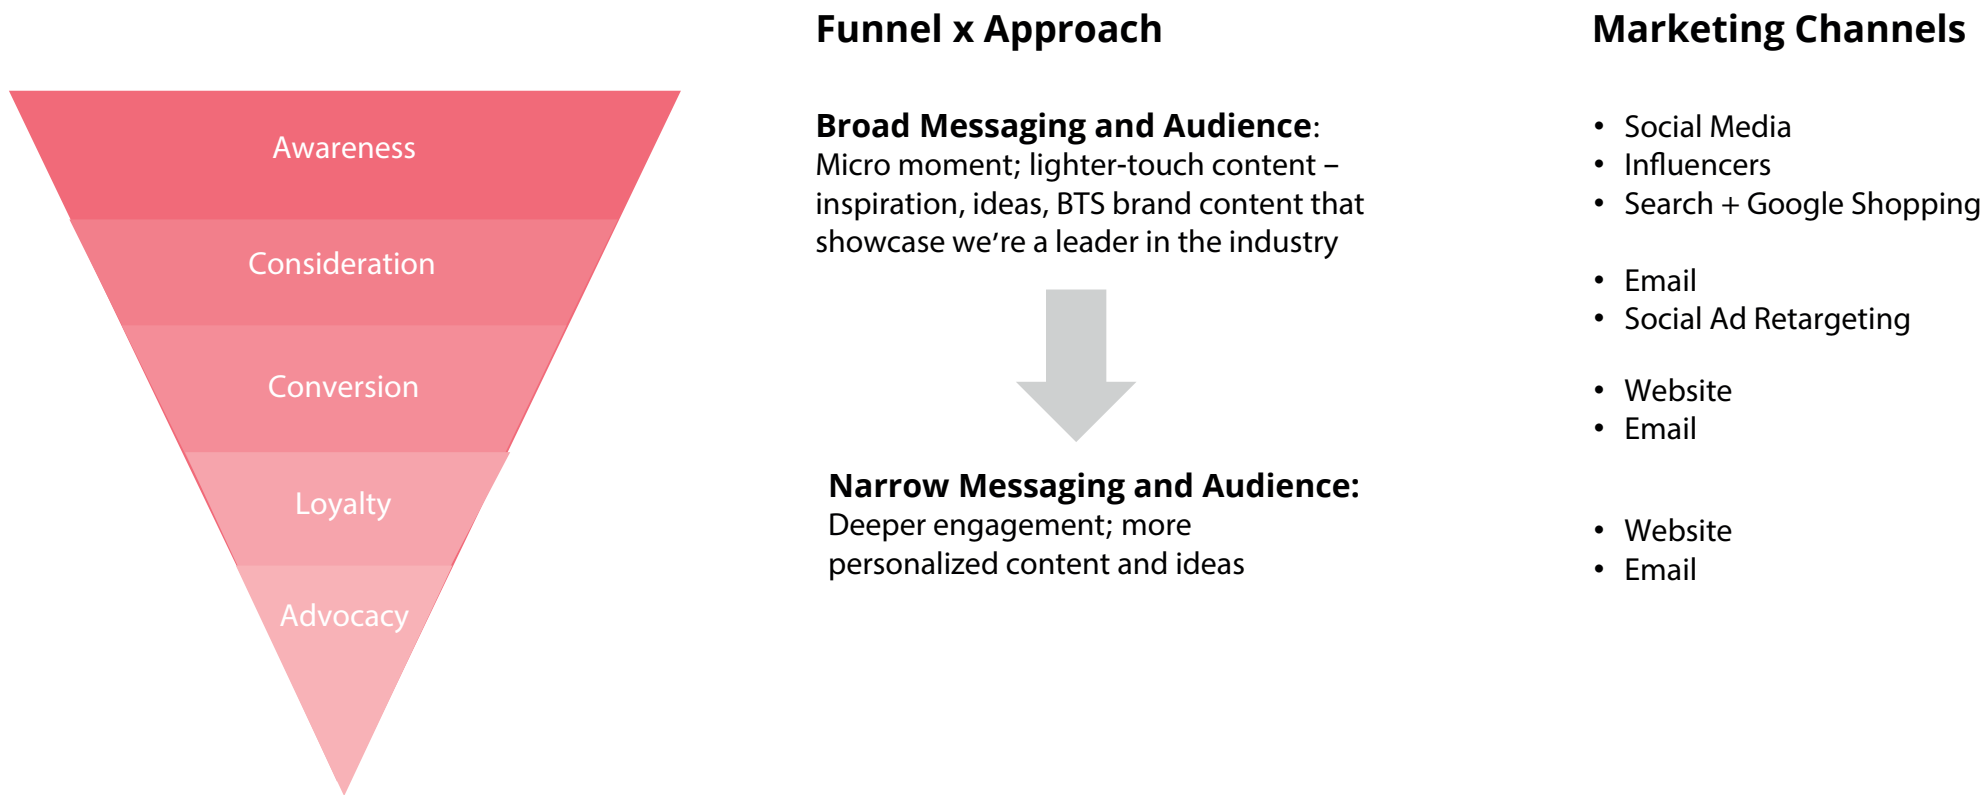 Awareness
Consideration
Conversion
Loyalty
Advocacy
Funnel x Approach
Broad Messaging and Audience:
Micro moment; lighter-touch content –
inspiration, ideas, BTS brand content that
showcase we’re a leader in the industry
Narrow Messaging and Audience:
Deeper engagement; more
personalized content and ideas
Marketing Channels
• Social Media
• Influencers
• Search + Google Shopping
• Email
• Social Ad Retargeting
• Website
• Email
• Website
• Email